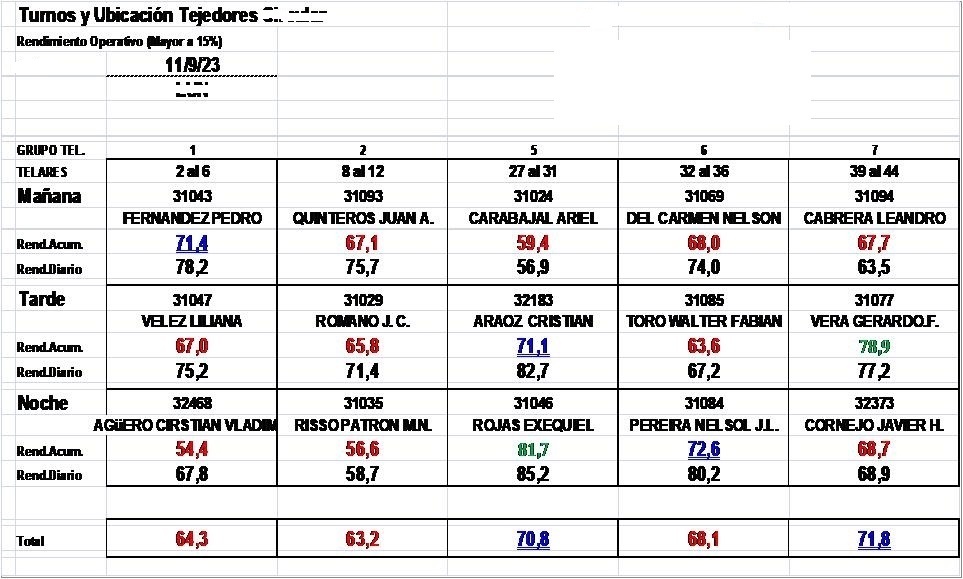 Turnos y Ubicación Tejedores
Rendimiento Operativo (Mayor a 15%)
11/9/23
GRUPO TEL. 1 2 5 6 7
TELARES 2 al 6 8 al 12 27 al 31 32 al 36 39 al 44
Mañana 31043 31093 31024 31069 31094
FERNANDEZ PEDRO QUINTEROS JUAN A. CARABAJAL ARIEL DEL CARMEN NELSON CABRERA LEANDRO
Rend.Acum. 71,4 67,1 59,4 68,0 67,7
Rend.Diario 78,2 75,7 56,9 74,0 63,5
Tarde 31047 31029 32183 31085 31077
VELEZ LILIANA ROMANO J. C. ARAOZ CRISTIAN TORO WALTER FABIAN VERA GERARDO.F.
Rend.Acum. 67,0 65,8 71,1 63,6 78,9
Rend.Diario 75,2 71,4 82,7 67,2 77,2
Noche 32468 31035 31046 31084 32373
AGüERO CIRSTIAN VLADIM RISSO PATRON M.N. ROJAS EXEQUIEL PEREIRA NELSOL J.L. CORNEJO JAVIER H.
Rend.Acum. 54,4 56,6 81,7 72,6 68,7
Rend.Diario 67,8 58,7 85,2 80,2 68,9
Total 64,3 63,2 70,8 68,1 71,8